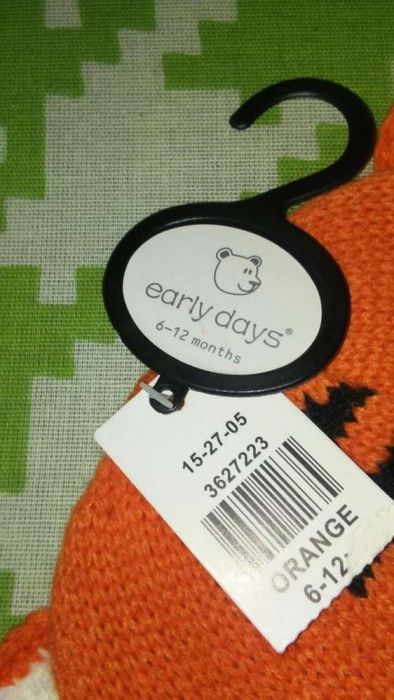 early days®
6-12 months
15-27-05
3627223
ORANGE
6-12-